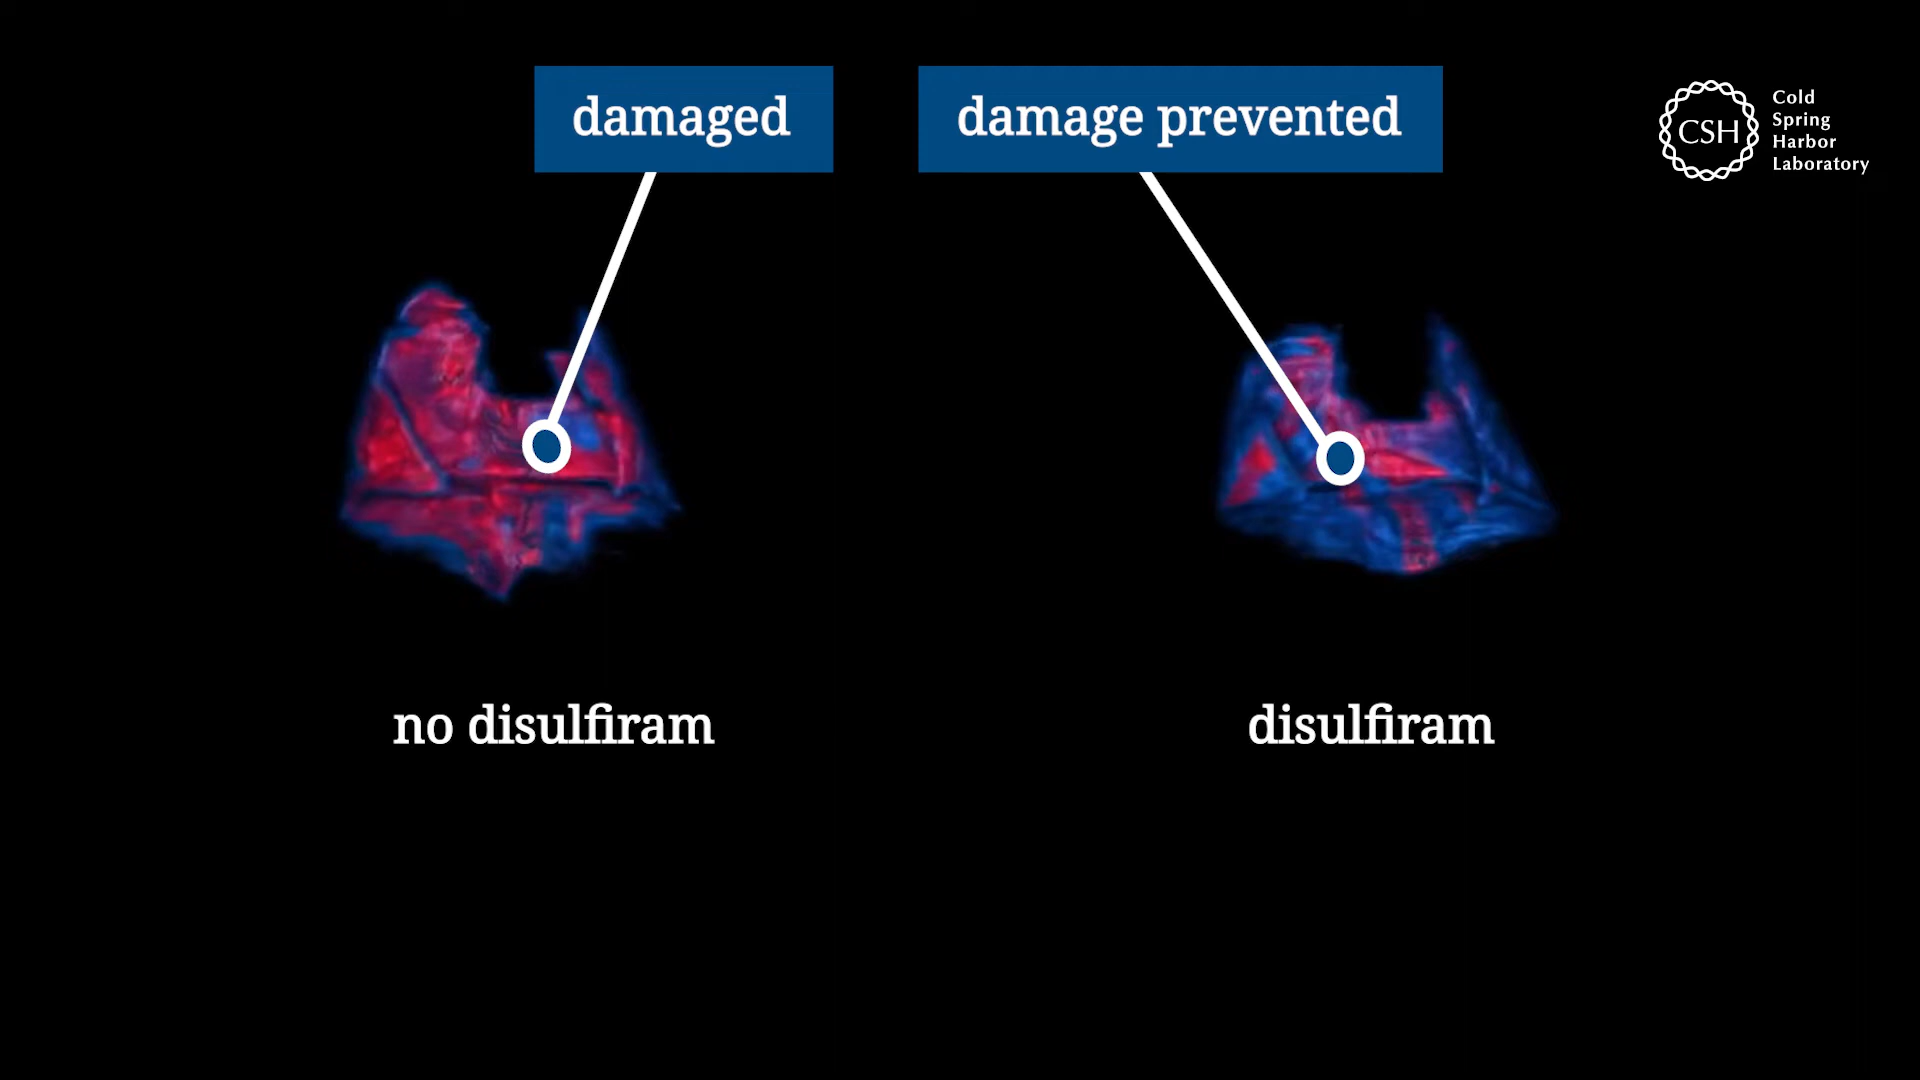 damaged
damage prevented
CSH
Cold
Spring
Harbor
Laboratory
no disulfiram
disulfiram